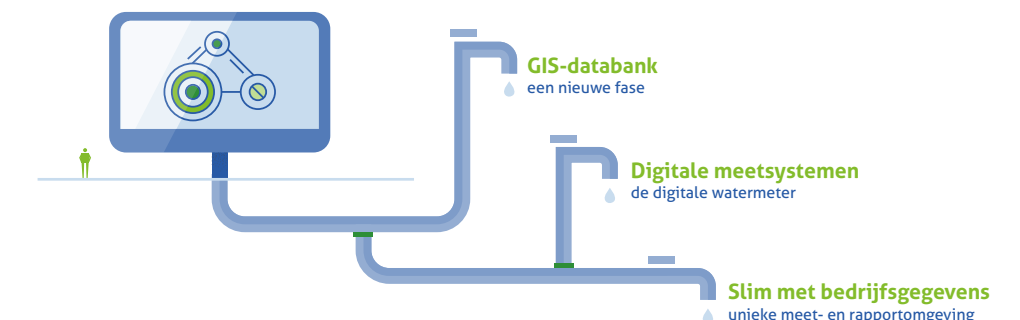 GIS-databank
een nieuwe fase
Digitale meetsystemen
de digitale watermeter
Slim met bedrijfsgegevens
unieke meet- en rapportomgeving